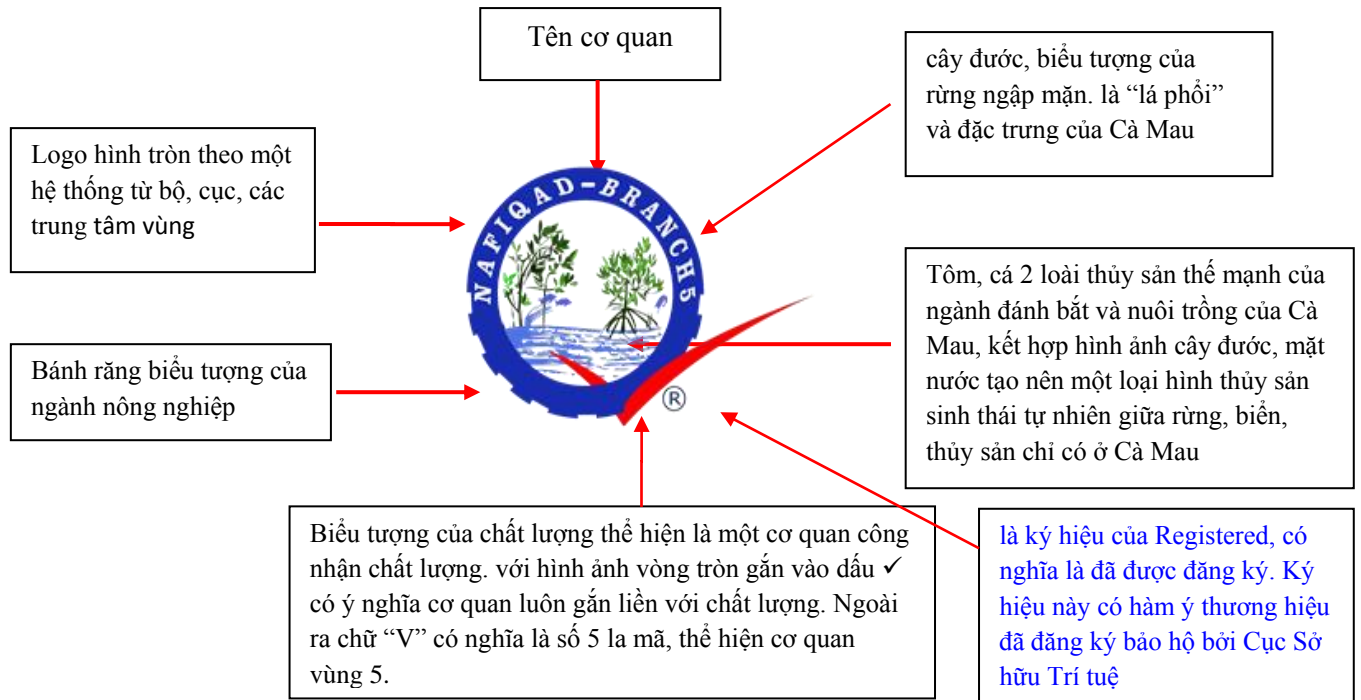 Tên cơ quan
cây đước, biểu tượng của
rừng ngập mặn. là “lá phổi”
và đặc trưng của Cà Mau
Logo hình tròn theo một
hệ thống từ bộ, cục, các
trung tâm vùng
NAFIQAD-BRANCH5
®
Tôm, cá 2 loài thủy sản thế mạnh của
ngành đánh bắt và nuôi trồng của Cà
Mau, kết hợp hình ảnh cây đước, mặt
nước tạo nên một loại hình thủy sản
sinh thái tự nhiên giữa rừng, biển,
thủy sản chỉ có ở Cà Mau
Bánh răng biểu tượng của
ngành nông nghiệp
Biểu tượng của chất lượng thể hiện là một cơ quan công
nhận chất lượng. với hình ảnh vòng tròn gắn vào dấu ✓
có ý nghĩa cơ quan luôn gắn liền với chất lượng. Ngoài
ra chữ “V” có nghĩa là số 5 la mã, thể hiện cơ quan
vùng 5.
là ký hiệu của Registered, có
nghĩa là đã được đăng ký. Ký
hiệu này có hàm ý thương hiệu
đã đăng ký bảo hộ bởi Cục Sở
hữu Trí tuệ